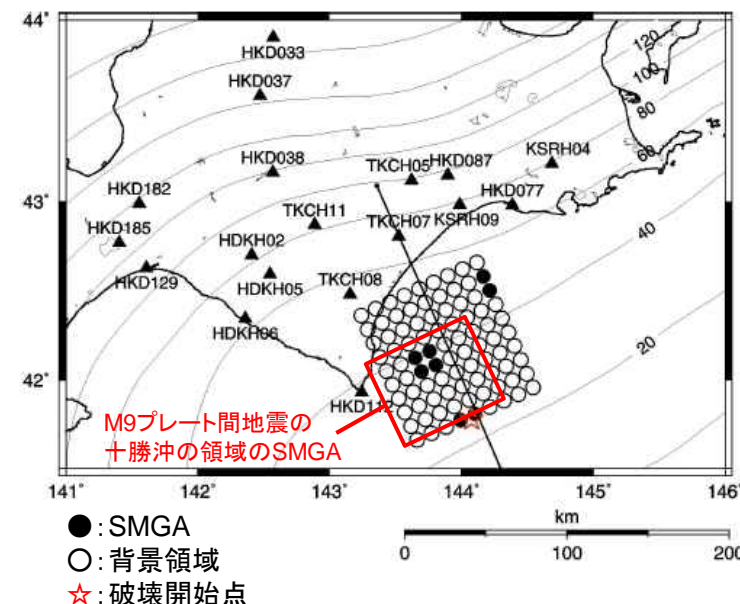 44°
43°
42°
141°
142°
143°
144°
145°
146°
HKD033
HKD037
HKD038
TKCH05
HKD087
KSRH04
HKD182
HKD077
HKD185
TKCH11
TKCH07
KSRH09
HDKH02
HKD129
HDKH05
TKCH08
HDKH06
HKD112
120
100
80
60
40
20
M9プレート間地震の
十勝沖の領域のSMGA
●:SMGA
○:背景領域
☆:破壊開始点
km
0 100 200